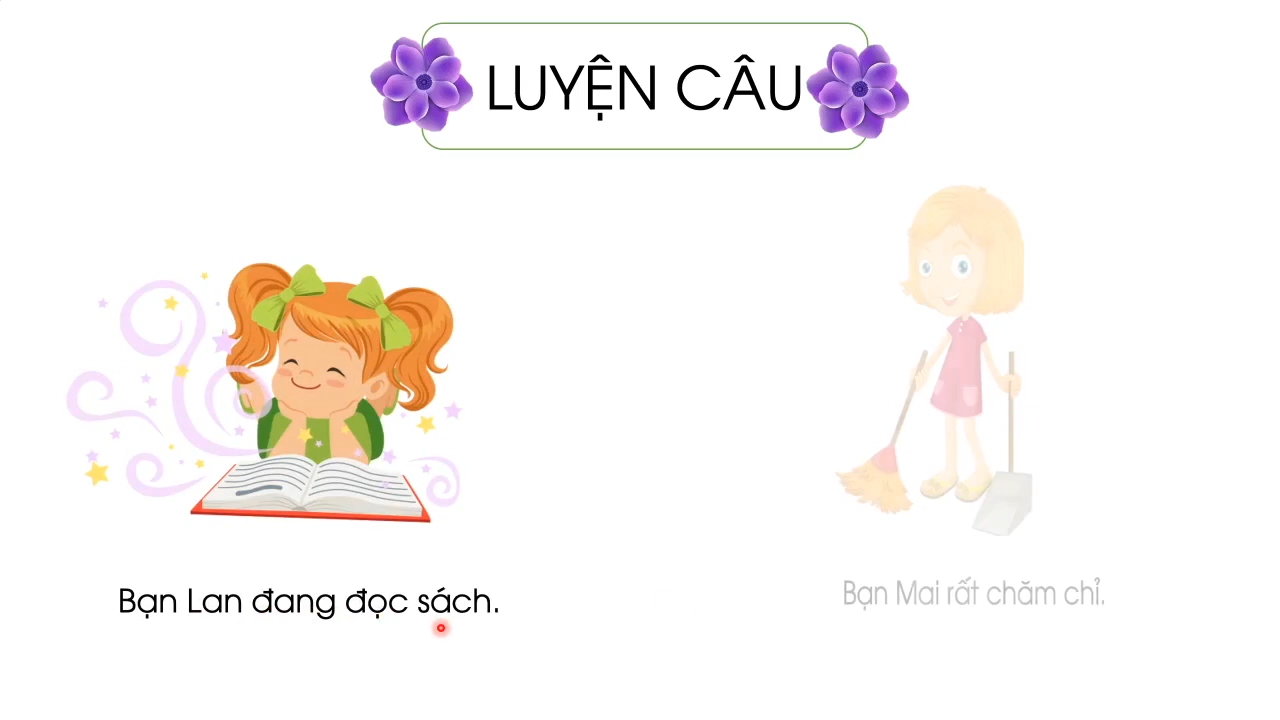 LUYỆN CÂU
Bạn Lan đang đọc sách.
Bạn Mai rất chăm chỉ.